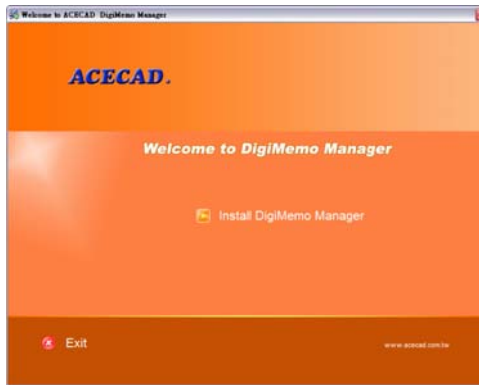 Welcome to ACECAD DigiMemo Manager
ACECAD.
Welcome to DigiMemo Manager
Install DigiMemo Manager
Exit
www.acecad.com.tw